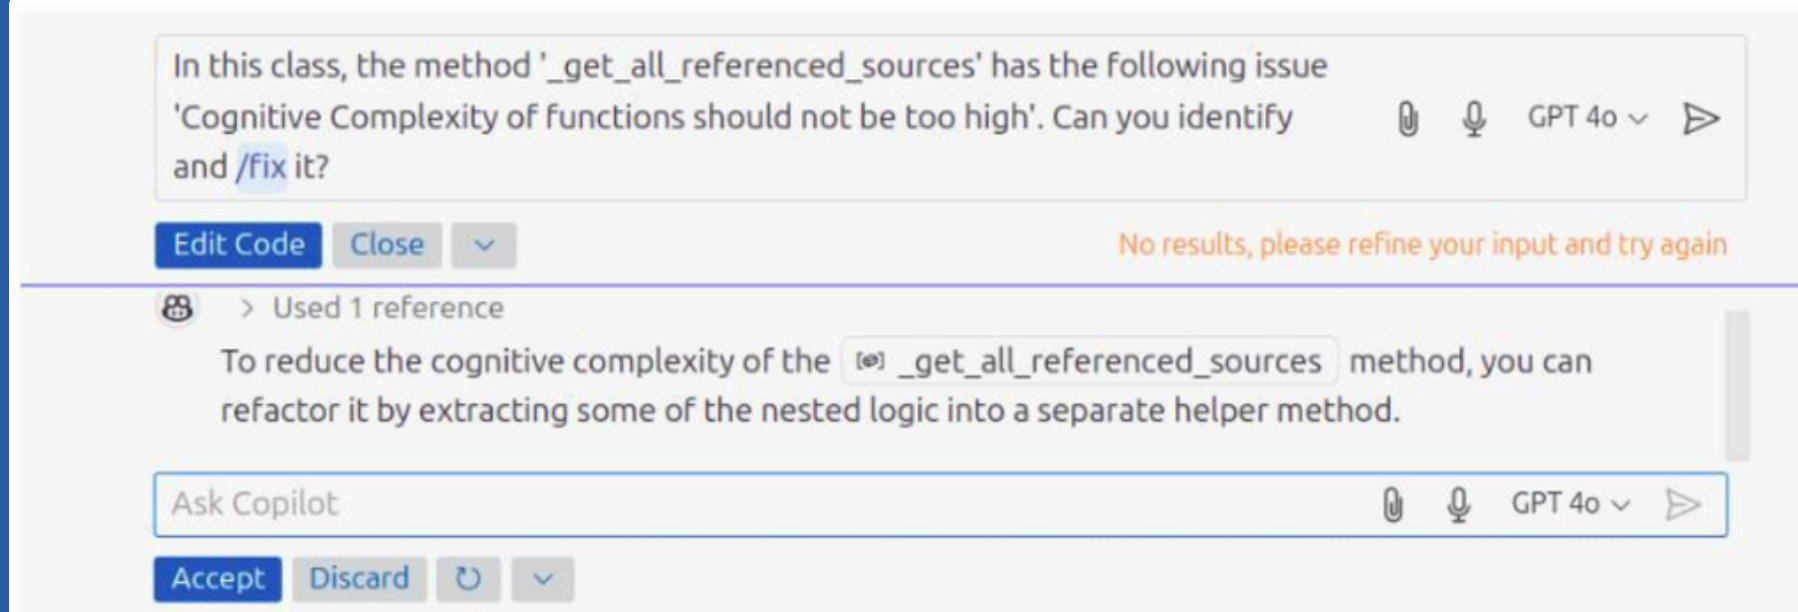 In this class, the method '_get_all_referenced_sources' has the following issue
'Cognitive Complexity of functions should not be too high'. Can you identify
and /fix it?
GPT 4o
Edit Code Close
No results, please refine your input and try again
> Used 1 reference
To reduce the cognitive complexity of the _get_all_referenced_sources method, you can
refactor it by extracting some of the nested logic into a separate helper method.
Ask Copilot
GPT 4o
Accept Discard